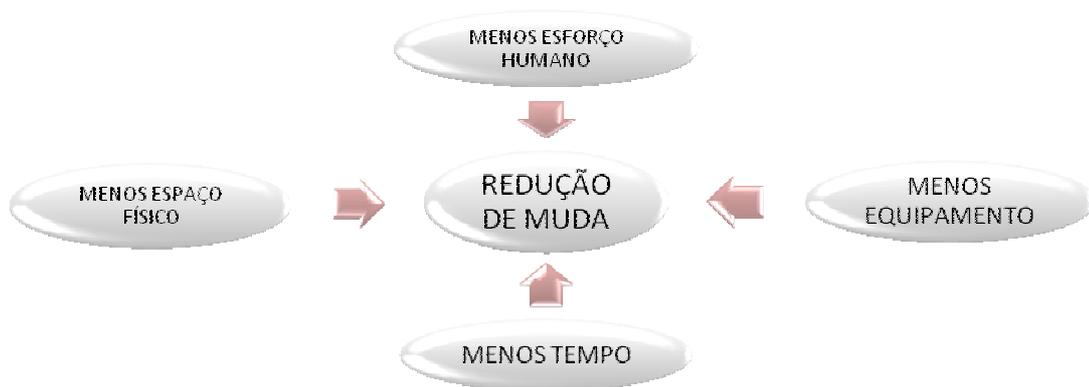 MENOS ESFORÇO
HUMANO
MENOS ESPAÇO
FÍSICO
REDUÇÃO
DE MUDA
MENOS
EQUIPAMENTO
MENOS TEMPO